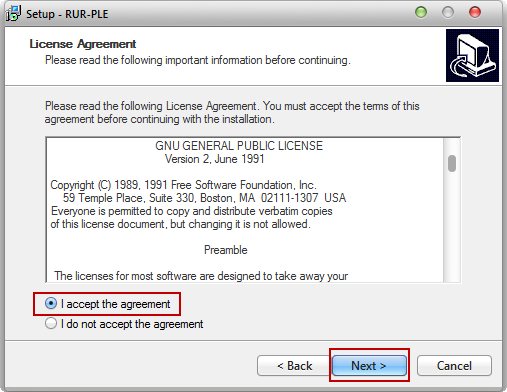 Setup - RUR-PLE
License Agreement
Please read the following important information before continuing.
Please read the following License Agreement. You must accept the terms of this
agreement before continuing with the installation.
GNU GENERAL PUBLIC LICENSE
Version 2, June 1991
Copyright (C) 1989, 1991 Free Software Foundation, Inc.
59 Temple Place, Suite 330, Boston, MA  02111-1307  USA
Everyone is permitted to copy and distribute verbatim copies
of this license document, but changing it is not allowed.
Preamble
The licenses for most software are designed to take away your
I accept the agreement
I do not accept the agreement
< Back
Next >
Cancel